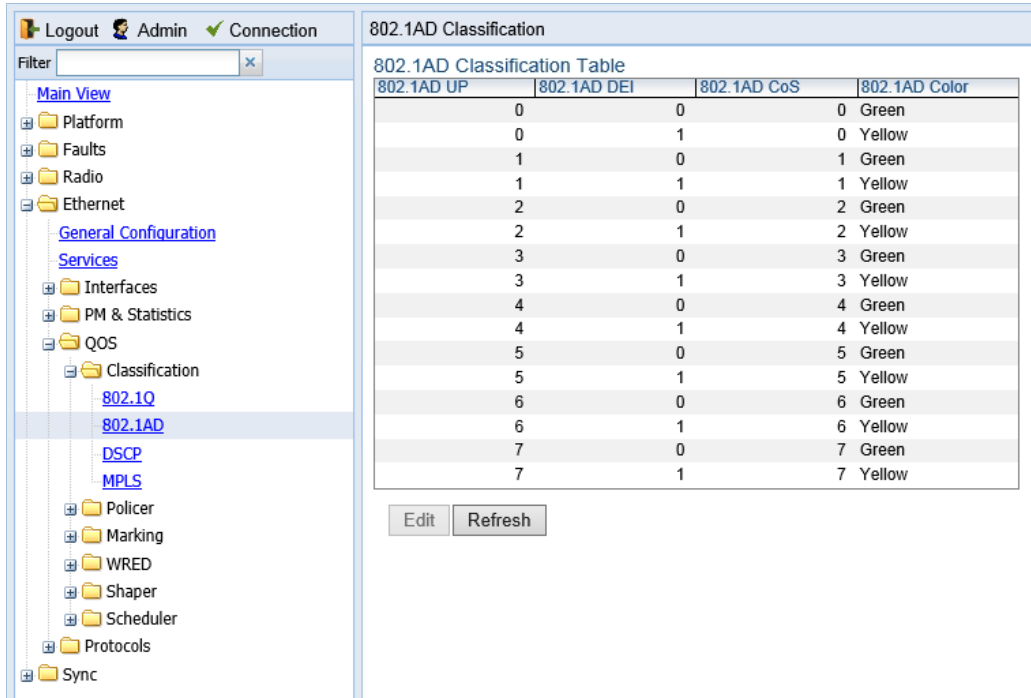 Logout Admin Connection
Filter
Main View
Platform
Faults
Radio
Ethernet
General Configuration
Services
Interfaces
PM & Statistics
QOS
Classification
802.1Q
802.1AD
DSCP
MPLS
Policer
Marking
WRED
Shaper
Scheduler
Protocols
Sync
802.1AD Classification
802.1AD Classification Table
802.1AD UP 802.1AD DEI 802.1AD CoS 802.1AD Color
0 0 0 Green
0 1 0 Yellow
1 0 1 Green
1 1 1 Yellow
2 0 2 Green
2 1 2 Yellow
3 0 3 Green
3 1 3 Yellow
4 0 4 Green
4 1 4 Yellow
5 0 5 Green
5 1 5 Yellow
6 0 6 Green
6 1 6 Yellow
7 0 7 Green
7 1 7 Yellow
Edit Refresh